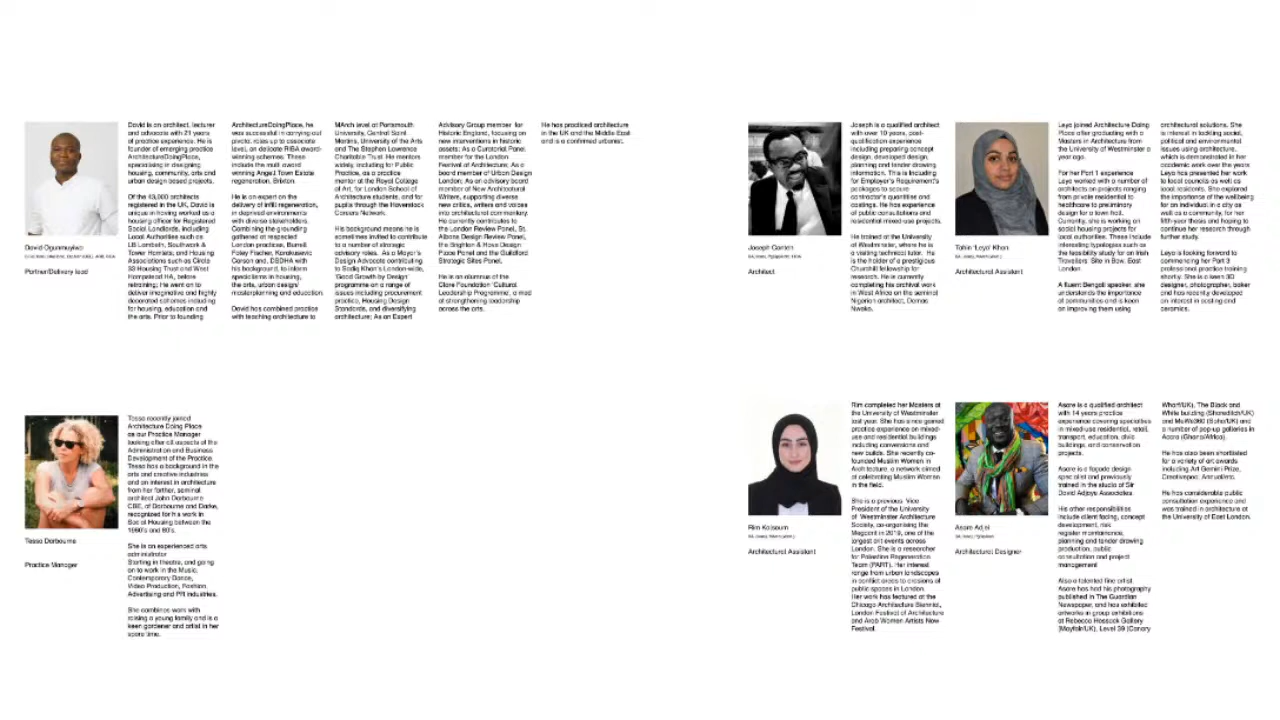 David is an architect, lecturer
and advocate with 21 years
of practice experience. He is
founder of emerging practice
ArchitectureDoingPlace,
specialising in designing
housing, community, arts and
urban design based projects.
Of the 43,000 architects
registered in the UK, David is
unique in having worked as a
housing officer for Registered
Social Landlords, including
Local Authorities such as
LB Lambeth, Southwark &
Tower Hamlets; and Housing
Associations such as Circle
33 Housing Trust and West
Hampstead HA, before
retraining; He went on to
deliver imaginative and highly
decorated schemes including
for housing, education and
the arts. Prior to founding
ArchitectureDoingPlace, he
was successful in carrying out
predo. roles up to associate
level, on delicate RIBA award-
winning schemes. These
include the multi award
winning Angell Town Estate
regeneration, Brixton.
He is an expert on the
delivery of infill regeneration,
in deprived environments
with diverse stakeholders.
Combining the grounding
gathered at respected
London practices, Burrell
Foley Fischer, Karakusevic
Carson and, DSDHA with
his background, to inform
specialisms in housing,
the arts, urban design/
masterplanning and education.
David has combined practice
with teaching architecture to
MArch level at Portsmouth
University, Central Saint
Martins, University of the Arts
and The Stephen Lawrence
Charitable Trust. He mentors
widely, including for Public
Practice, as a practice
mentor at the Royal College
of Art, for London School of
Architecture students, and for
pupils through the Haverstock
Careers Network.
His background means he is
sometimes invited to contribute
to a number of strategic
advisory roles. As a Mayor's
Design Advocate contributing
to Sadiq Khan's London-wide,
'Good Growth by Design'
programme on a range of
issues including procurement
practice, Housing Design
Standards, and diversifying
architecture; As an Expert
Advisory Group member for
Historic England, focusing on
new interventions in historic
assets; As a Curatorial Panel
member for the London
Festival of Architecture; As a
board member of Urban Design
London; As an advisory board
member of New Architectural
Writers, supporting diverse
new critics, writers and voices
into architectural commentary.
He currently contributes to
the London Review Panel, St.
Albans Design Review Panel,
the Brighton & Hove Design
Place Panel and the Guildford
Strategic Sites Panel.
He is an alumnus of the
Clore Foundation 'Cultural
Leadership Programme, a mod
of strengthening leadership
across the arts.
He has practiced architecture
in the UK and the Middle East
and is a confirmed urbanist.
David Ogunmuyiwa
Partner/Delivery lead
Joseph is a qualified architect
with over 10 years, post-
qualification experience
including preparing concept
design, developed design,
planning and tender drawing
information. This is including
for Employer's Requirement's
packages to secure
contractor's quantities and
costings. He has experience
of public consultations and
residential mixed-use projects.
He trained at the University
of Westminster, where he is
a visiting technical tutor. He
is the holder of a prestigious
Churchill fellowship for
research. He is currently
completing his archival work
in West Africa on the seminal
Nigerian architect, Demas
Nwoko.
Joseph Conteh
Architect
Leyo joined Architecture Doing
Place after graduating with a
Masters in Architecture from
the University of Westminster a
year ago.
For her Part 1 experience
Leyo worked with a number of
architects on projects ranging
from private residential to
healthcare to preliminary
design for a town hall.
Currently, she is working on
social housing projects for
local authorities. These include
interesting typologies such as
the feasibility study for an Irish
Travellers' Site in Bow, East
London.
A fluent Bengali speaker, she
understands the importance
of communities and is keen
on improving them using
architectural solutions. She
is interest in tackling social,
political and environmental
issues using architecture,
which is demonstrated in her
academic work over the years
Leyo has presented her work
to local councils as well as
local residents. She explored
the importance of the wellbeing
for an individual, in a city as
well as a community, for her
fifth-year thesis and hoping to
continue her research through
further study.
Leyo is looking forward to
commencing her Part 3
professional practice training
shortly. She is a keen 3D
designer, photographer, baker
and has recently developed
an interest in casting and
ceramics.
Architectural Assistant
Tessa recently joined
Architecture Doing Place
as our Practice Manager
looking after all aspects of the
Administration and Business
Development of the Practice.
Tessa has a background in the
arts and creative industries
and an interest in architecture
from her farther, seminal
architect John Darbourne
CBE, of Darbourne and Darke,
recognized for his work in
Social Housing between the
1960's and 80's.
She is an experienced arts
administrator
Starting in theatre, and going
on to work in the Music,
Contemporary Dance,
Video Production, Fashion
Advertising and PR industries.
She combines work with
raising a young family and is a
keen gardener and artist in her
spare time.
Tessa Darbourne
Practice Manager
Rim completed her Masters at
the University of Westminster
last year. She has since gained
practice experience on mixed-
use and residential buildings
including conversions and
new builds. She recently co-
founded Muslim Women in
Architecture, a network aimed
at celebrating Muslim Women
in the field.
She is a previous Vice
President of the University
of Westminster Architecture
Society, co-organising the
Megacrit in 2019, one of the
largest arch events across
London. She is a researcher
for Palestine Regeneration
Team (PART). Her interest
range from urban landscapes
in conflict areas to erosions of
public spaces in London.
Her work has featured at the
Chicago Architecture Biennial,
London Festival of Architecture
and Arab Women Artists Now
Festival.
Rim Kalsoum
Architectural Assistant
Asare is a qualified architect
with 14 years practice
experience covering specialties
in mixed-use residential, retail,
transport, education, civic
buildings, and conservation
projects.
Asare is a façade design
specialist and previously
trained in the studio of Sir
David Adjaye Associates.
His other responsibilities
include client facing, concept
development, risk
register maintenance,
planning and tender drawing
production, public
consultation and project
management
Also a talented fine artist,
Asare has had his photography
published in The Guardian
Newspaper, and has exhibited
artworks in group exhibitions
at Rebecca Hossack Gallery
(Mayfair/UK), Level 39 (Canary
Wharf/UK), The Black and
White building (Shoreditch/UK)
and MeWe360 (Soho/UK) and
a number of pop-up galleries in
Accra (Ghana/Africa).
He has also been shortlisted
for a variety of art awards
including Art Gemini Prize,
Creativepoc, Artrvatens.
He has considerable public
consultation experience and
was trained in architecture at
the University of East London.
Asare Adjei
Architectural Designer